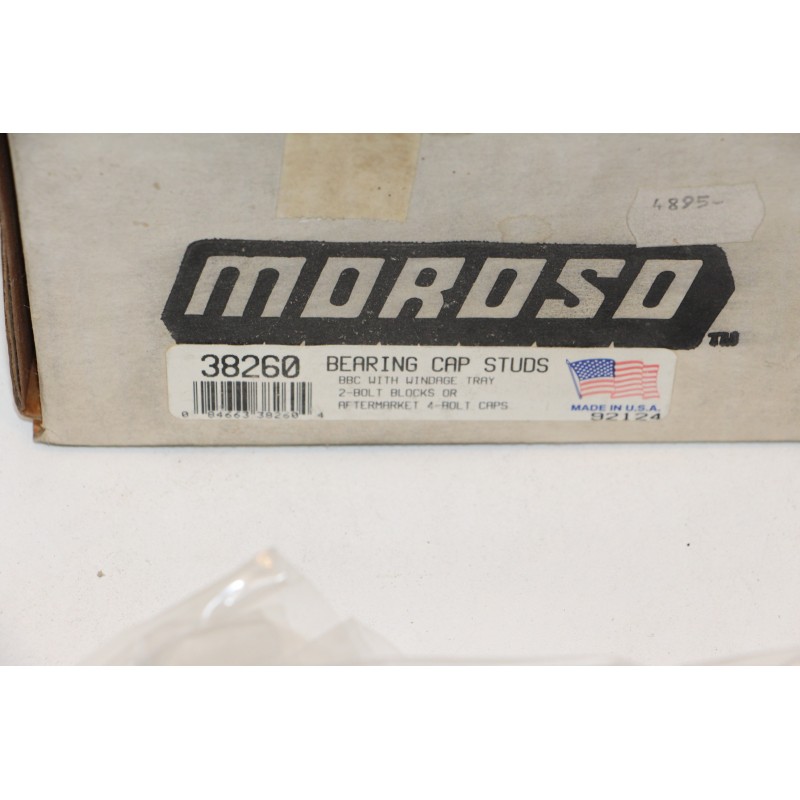 4895-
MOROSO
TM
38260 BEARING CAP STUDS
BBC WITH WINDAGE TRAY
2-BOLT BLOCKS OR
AFTERMARKET 4-BOLT CAPS
0 84663 38260 4
MADE IN U.S.A.
92124